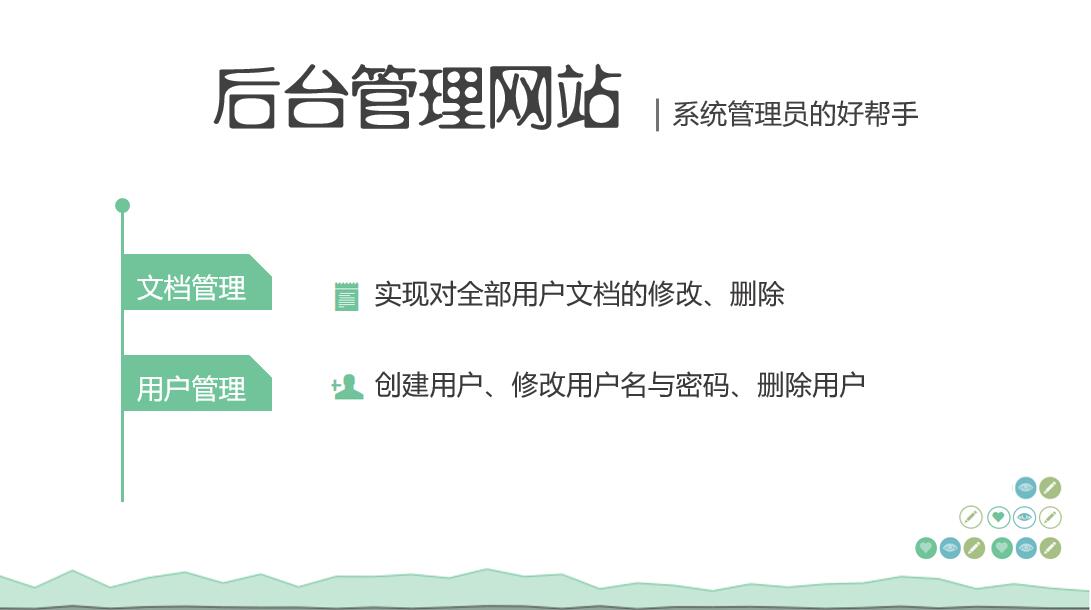 后台管理网站
系统管理员的好帮手
文档管理
实现对全部用户文档的修改、删除
用户管理
创建用户、修改用户名与密码、删除用户